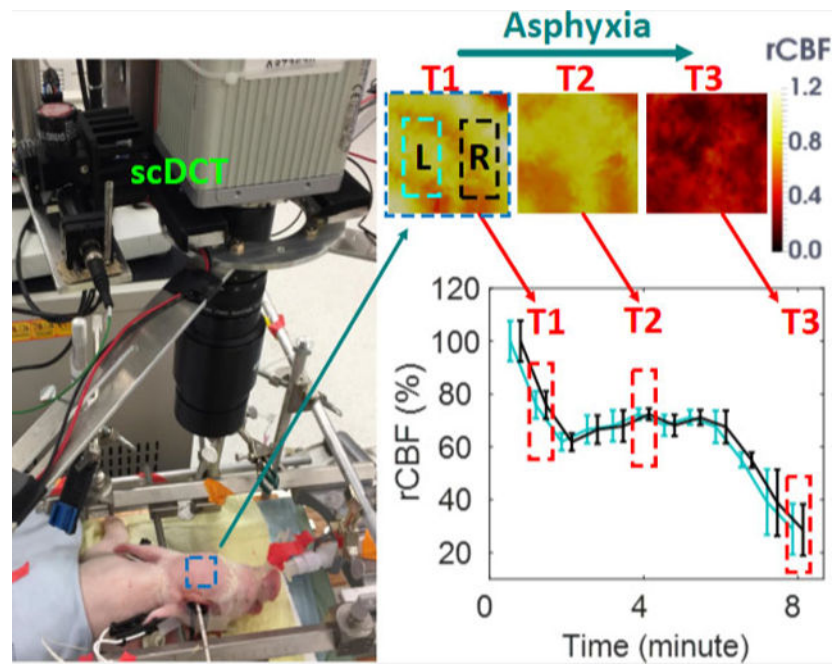 Asphyxia
rCBF
T1
T2
T3
1.2
0.8
0.4
0.0
L
R
scDCT
120
100
80
60
40
20
rCBF (%)
T1
T2
T3
0
4
8
Time (minute)